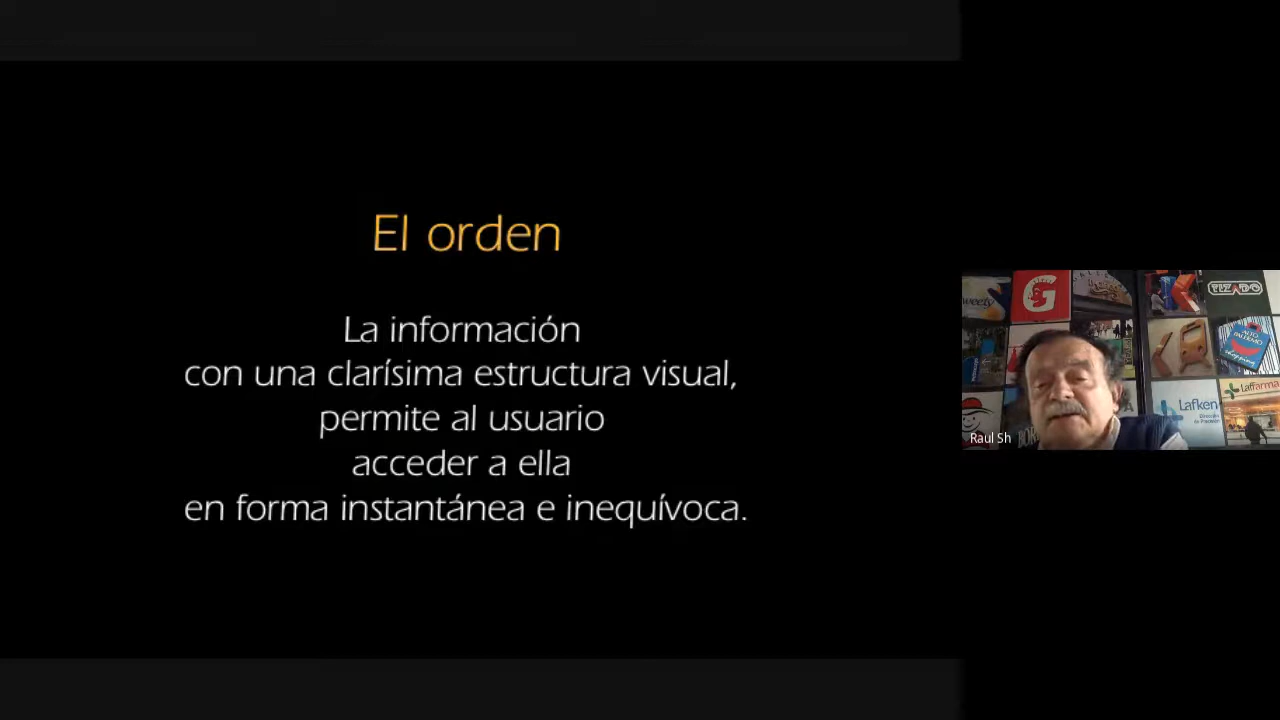 El orden
La información
con una clarísima estructura visual,
permite al usuario
acceder a ella
en forma instantánea e inequívoca.
Raul Sh
G
Lafken
Laffarma